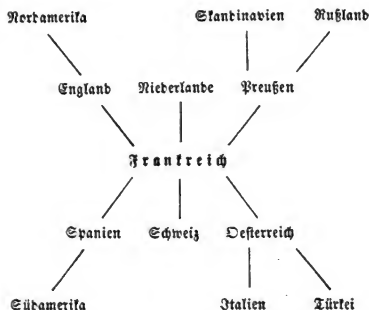 Nordamerika Skandinavien Rußland
England Niederlande Preußen
Frankreich
Spanien Schweiz Oesterreich
Südamerika Italien Türkei